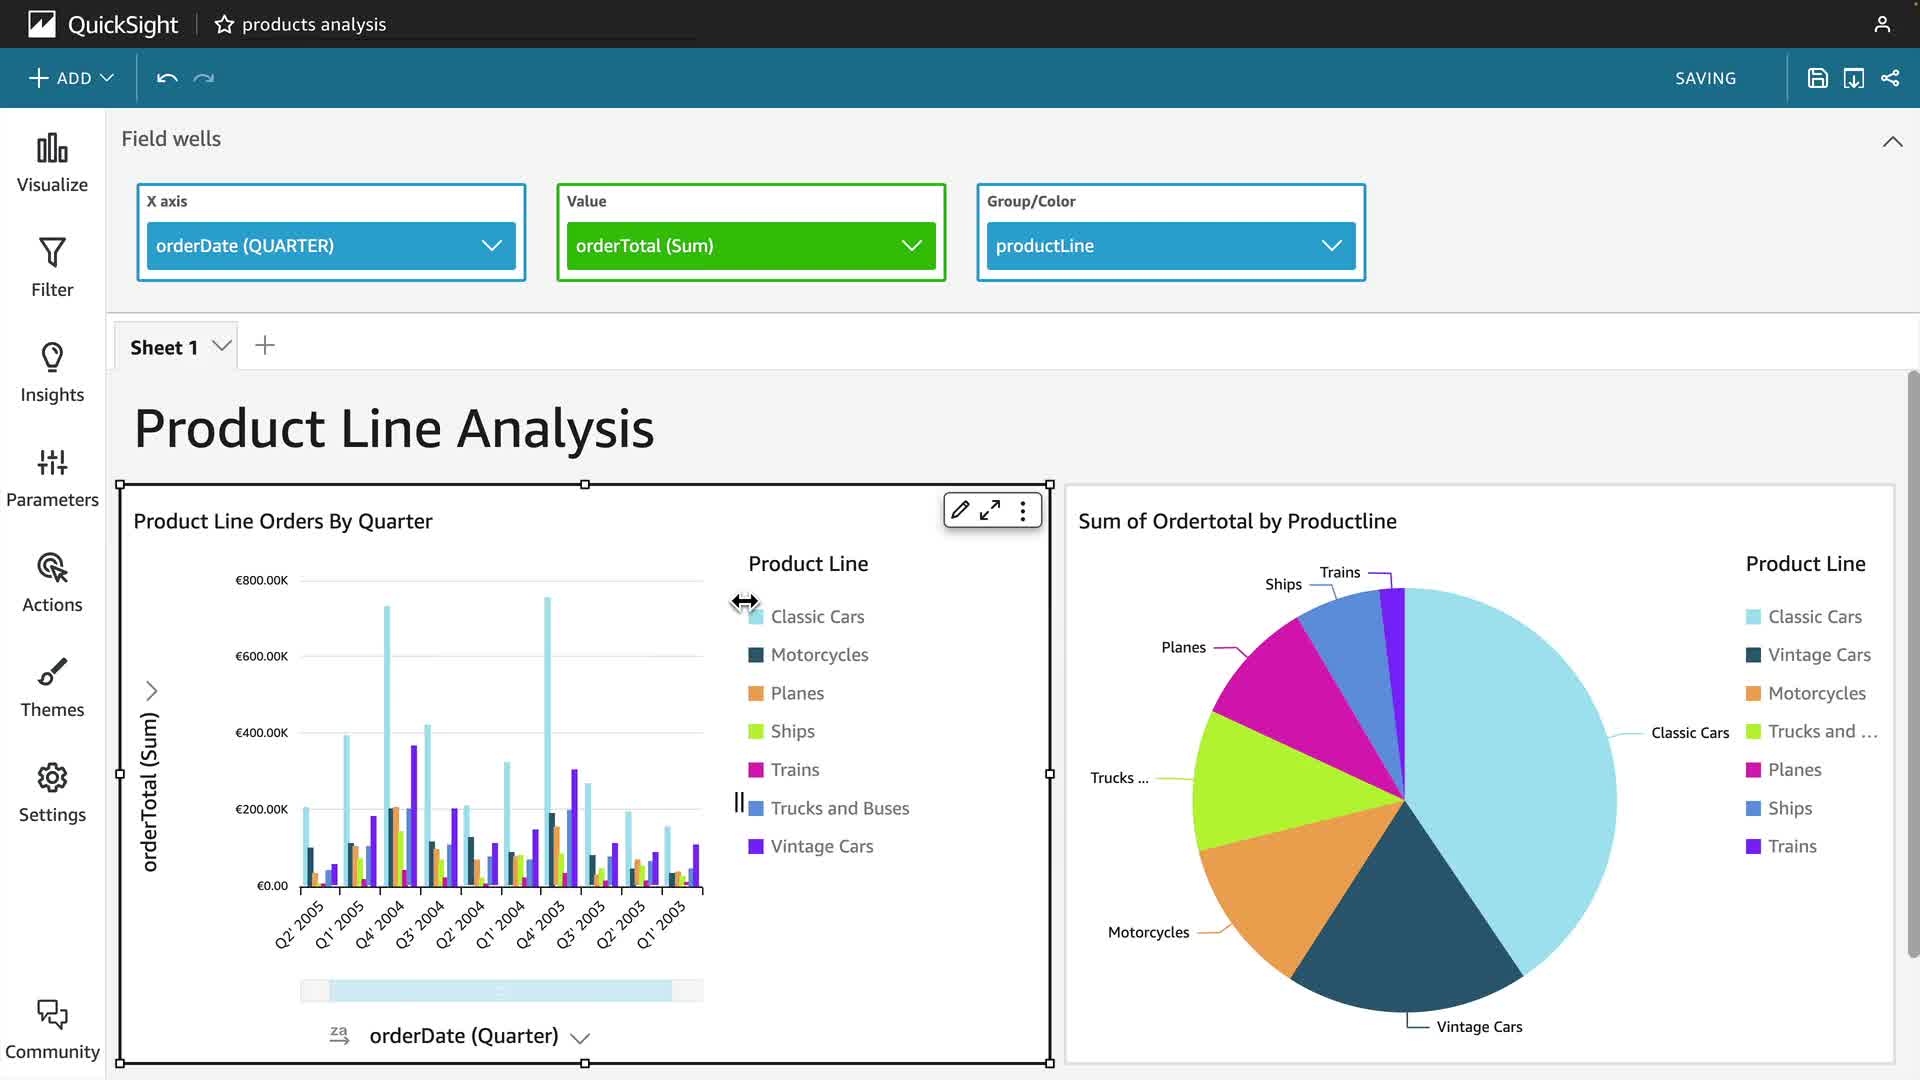 QuickSight
products analysis
ADD
SAVING
Visualize
Filter
Insights
Parameters
Actions
Themes
Settings
Community
Field wells
X axis
orderDate (QUARTER)
Value
orderTotal (Sum)
Group/Color
productLine
Sheet 1
Product Line Analysis
Product Line Orders By Quarter
orderTotal (Sum)
€800.00K
€600.00K
€400.00K
€200.00K
€0.00
Q2' 2005
Q1' 2005
Q4' 2004
Q3' 2004
Q2' 2004
Q1' 2004
Q4' 2003
Q3' 2003
Q2' 2003
Q1' 2003
za
orderDate (Quarter)
Product Line
Classic Cars
Motorcycles
Planes
Ships
Trains
Trucks and Buses
Vintage Cars
Sum of Ordertotal by Productline
Trains
Ships
Planes
Trucks ...
Motorcycles
Vintage Cars
Classic Cars
Product Line
Classic Cars
Vintage Cars
Motorcycles
Trucks and ...
Planes
Ships
Trains